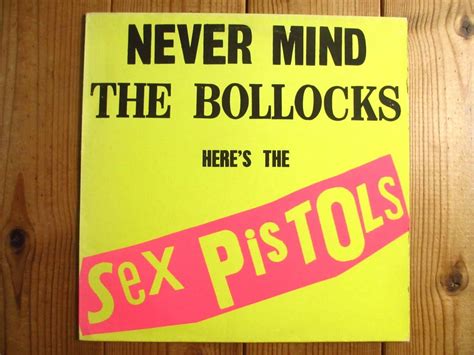 NEVER MIND
THE BOLLOCKS
HERE'S THE
Sex PisTOls